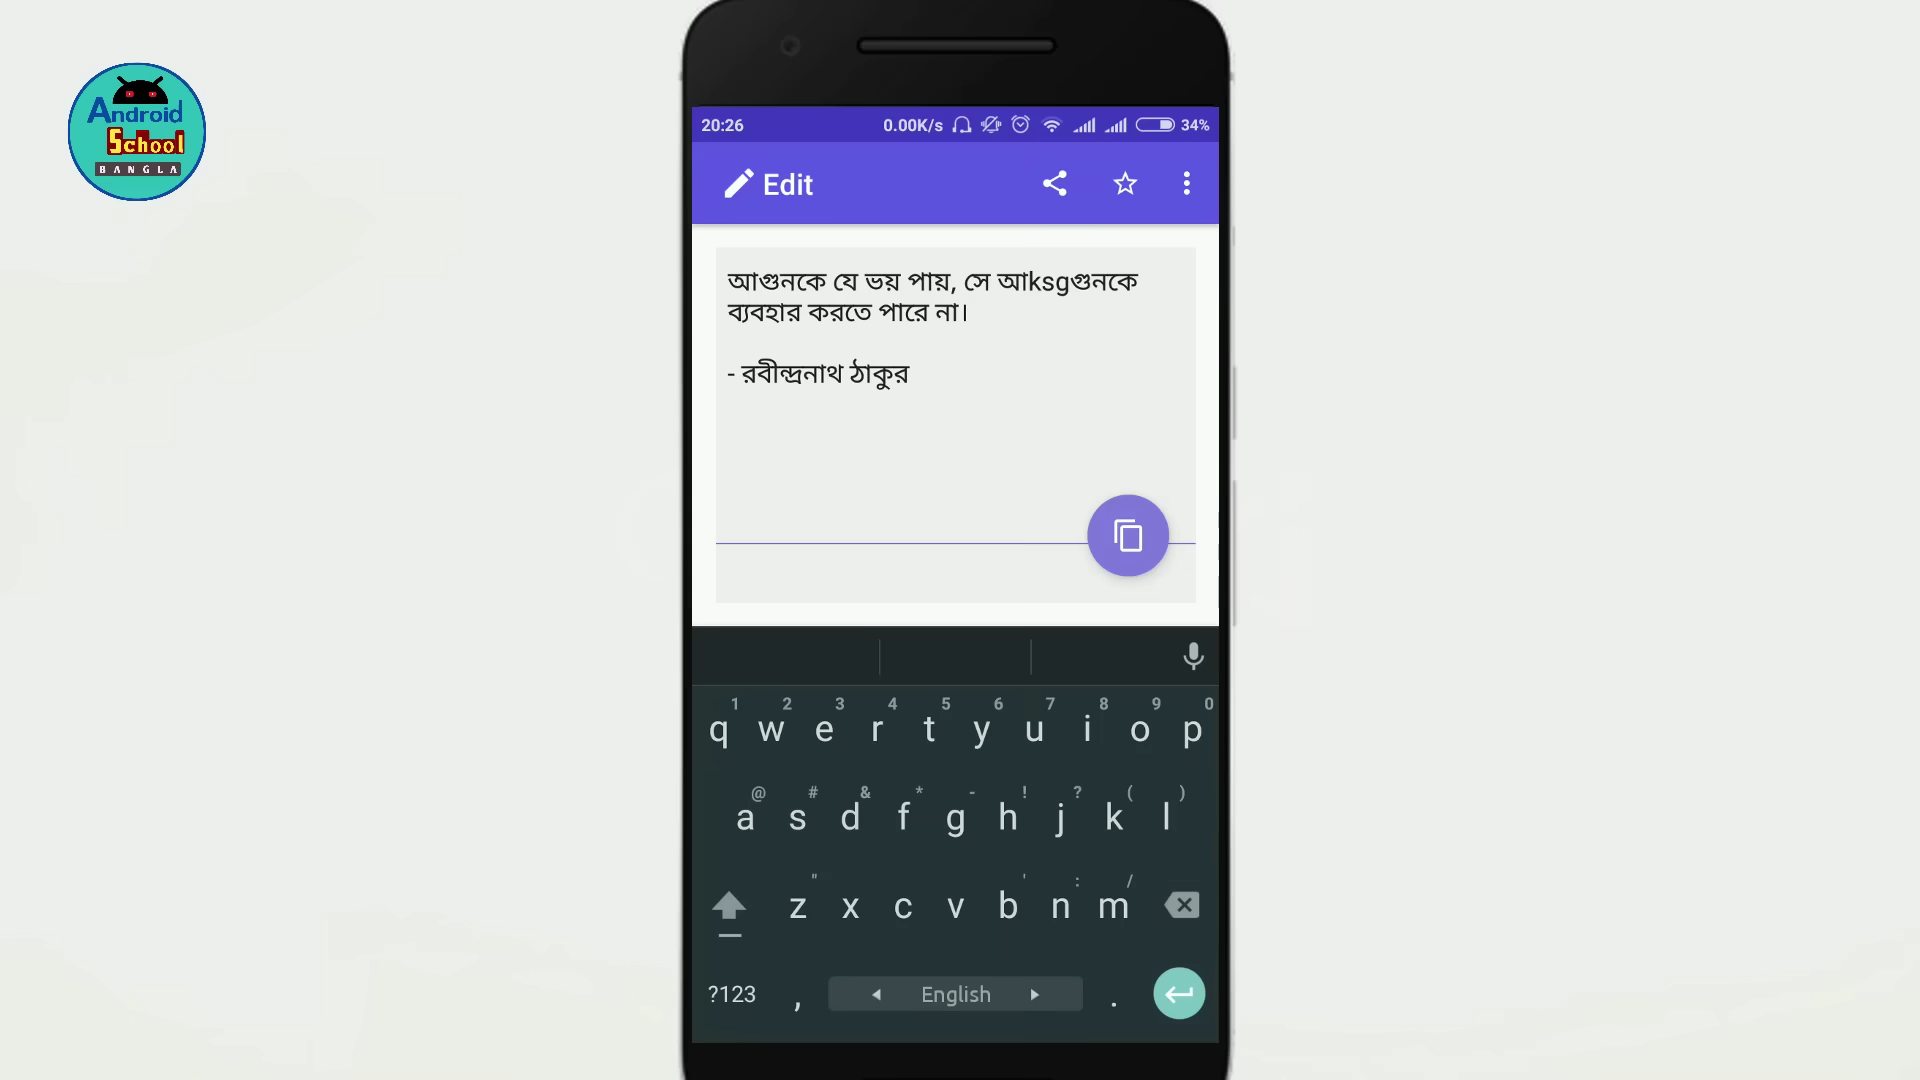 Android
School
BANGLA
20:26 0.00K/s 34%
Edit
আগুনকে যে ভয় পায়, সে আksgগুনকে
ব্যবহার করতে পারে না।
- রবীন্দ্রনাথ ঠাকুর
1 2 3 4 5 6 7 8 9 0
q w e r t y u i o p
@ # & * - ! ? ( )
a s d f g h j k l
" ' : /
z x c v b n m
?123 , English .